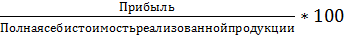 Прибыль
Полнаясебистоимостьреализованнойпродукции * 100